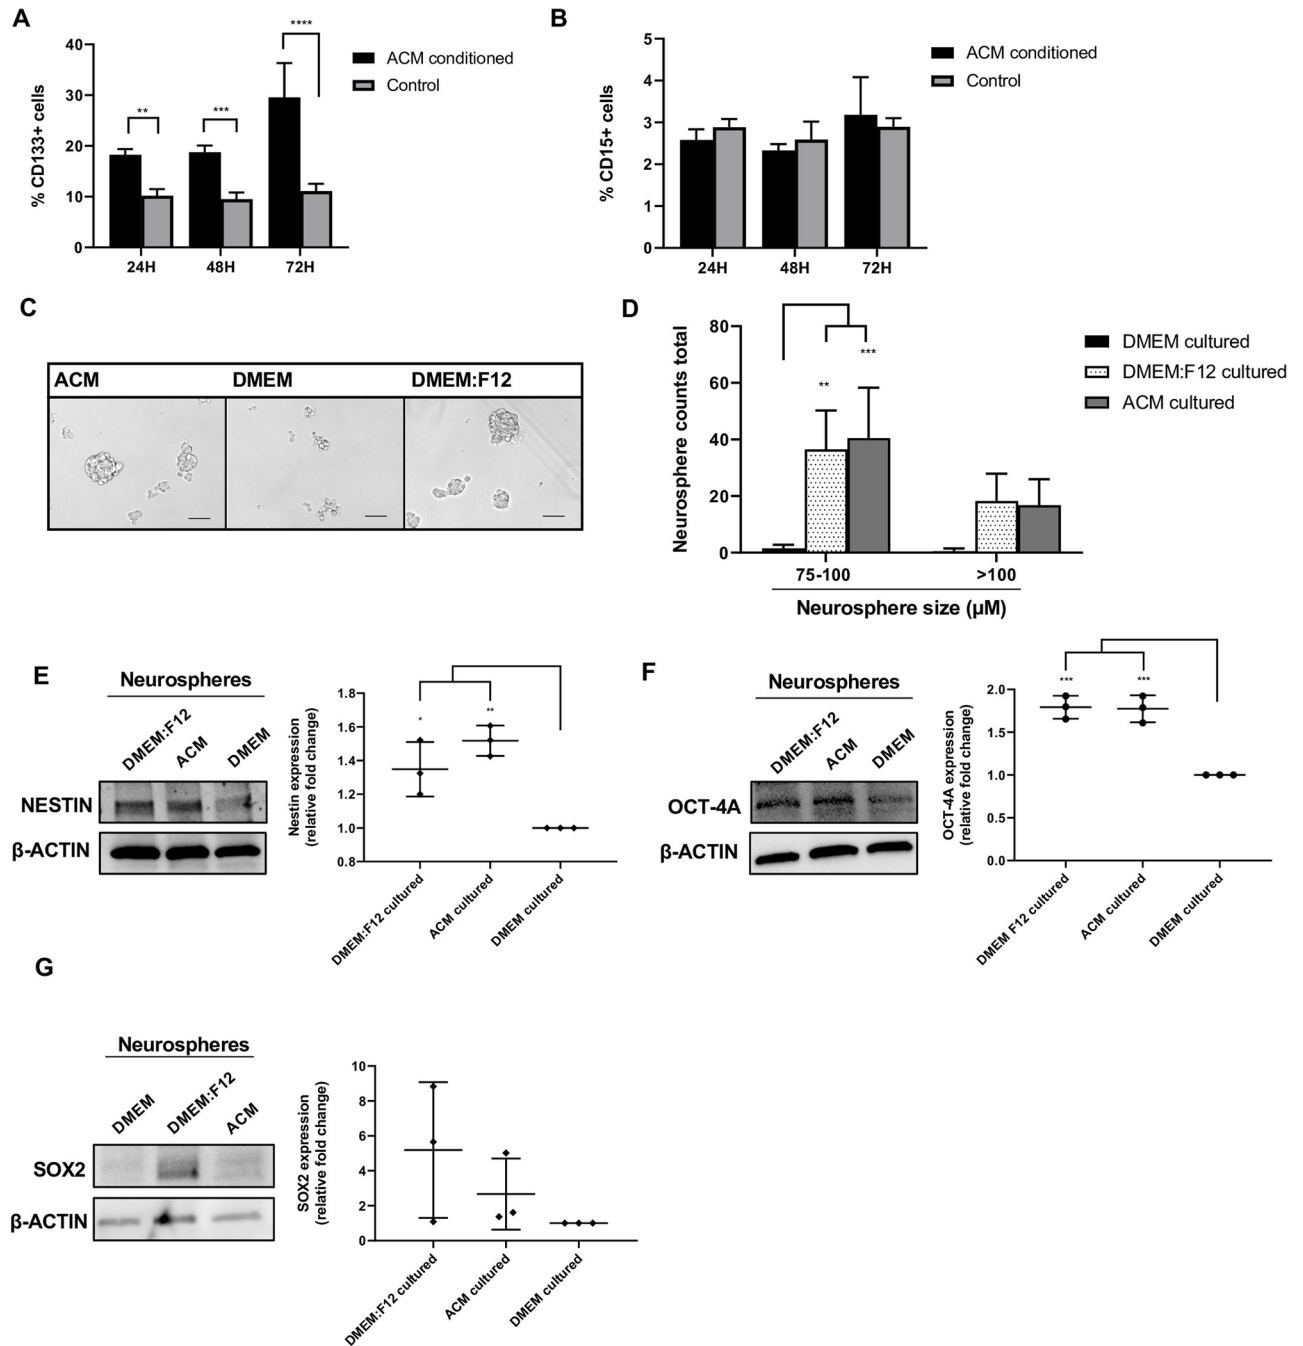 A
% CD133+ cells
40
30
20
10
0
**
***
****
24H
48H
72H
ACM conditioned
Control
B
% CD15+ cells
5
4
3
2
1
0
24H
48H
72H
ACM conditioned
Control
C
ACM
DMEM
DMEM:F12
D
Neurosphere counts total
80
60
40
20
0
**
***
75-100
>100
Neurosphere size (µM)
DMEM cultured
DMEM:F12 cultured
ACM cultured
E
Neurospheres
DMEM:F12
ACM
DMEM
NESTIN
β-ACTIN
Nestin expression
(relative fold change)
1.8
1.6
1.4
1.2
1.0
0.8
*
**
DMEM:F12 cultured
ACM cultured
DMEM cultured
F
Neurospheres
DMEM:F12
ACM
DMEM
OCT-4A
β-ACTIN
OCT-4A expression
(relative fold change)
2.0
1.5
1.0
0.5
0.0
***
***
DMEM F12 cultured
ACM cultured
DMEM cultured
G
Neurospheres
DMEM
DMEM:F12
ACM
SOX2
β-ACTIN
SOX2 expression
(relative fold change)
10
8
6
4
2
0
DMEM:F12 cultured
ACM cultured
DMEM cultured